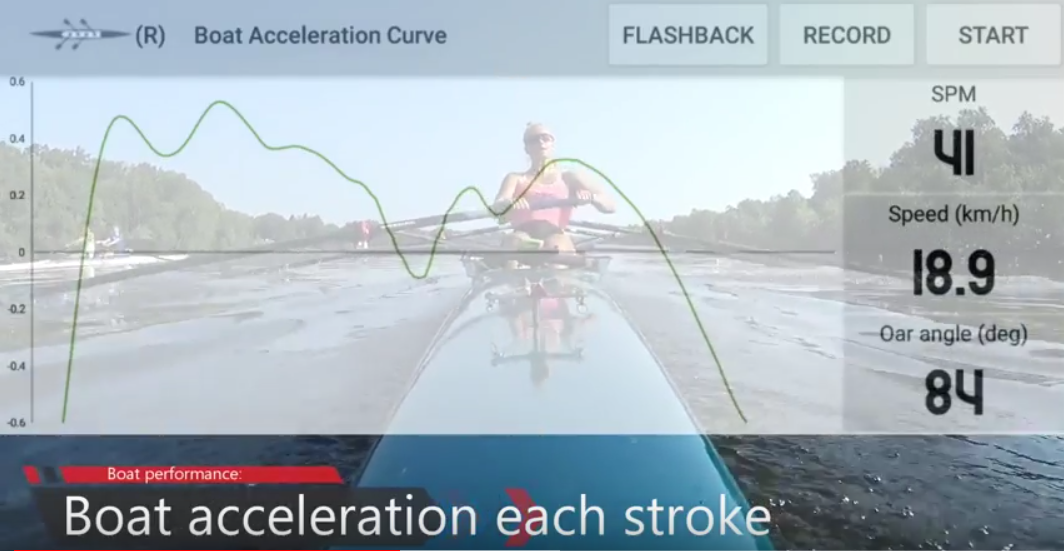 (R) Boat Acceleration Curve FLASHBACK RECORD START
0.6
0.4
0.2
0
-0.2
-0.4
-0.6
SPM
41
Speed (km/h)
18.9
Oar angle (deg)
84
Boat performance:
Boat acceleration each stroke